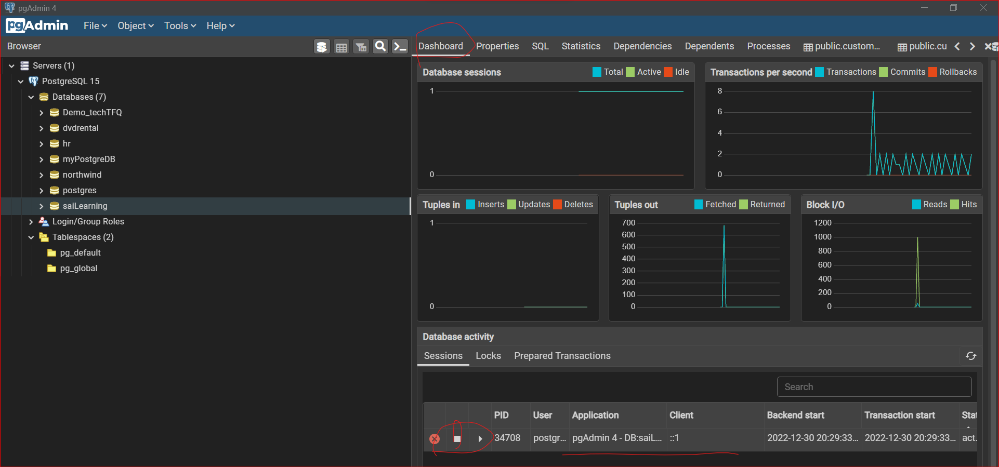 pgAdmin 4
pgAdmin File Object Tools Help
Browser
Servers (1)
PostgreSQL 15
Databases (7)
Demo_techTFQ
dvdrental
hr
myPostgreDB
northwind
postgres
saiLearning
Login/Group Roles
Tablespaces (2)
pg_default
pg_global
Dashboard Properties SQL Statistics Dependencies Dependents Processes public.custom... public.cu
Database sessions Total Active Idle
1
0
Transactions per second Transactions Commits Rollbacks
8
6
4
2
0
Tuples in Inserts Updates Deletes
1
0
Tuples out Fetched Returned
700
600
500
400
300
200
100
0
Block I/O Reads Hits
1200
1000
800
600
400
200
0
Database activity
Sessions Locks Prepared Transactions
Search
PID User Application Client Backend start Transaction start Stat
34708 postgr... pgAdmin 4 - DB:saiL... ::1 2022-12-30 20:29:33... 2022-12-30 20:29:33... act.